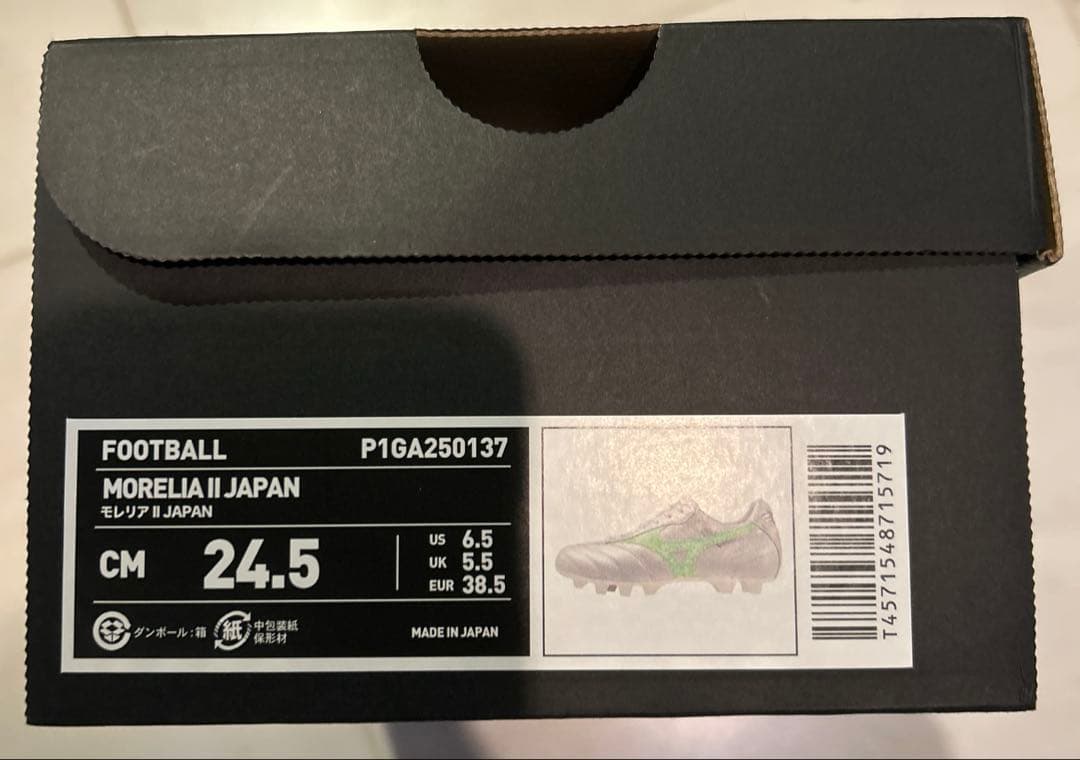 FOOTBALL P1GA250137
MORELIA II JAPAN
モレリア II JAPAN
CM 24.5
US 6.5
UK 5.5
EUR 38.5
ダンボール:箱
紙
中包装紙
保形材
MADE IN JAPAN
T4571548715719